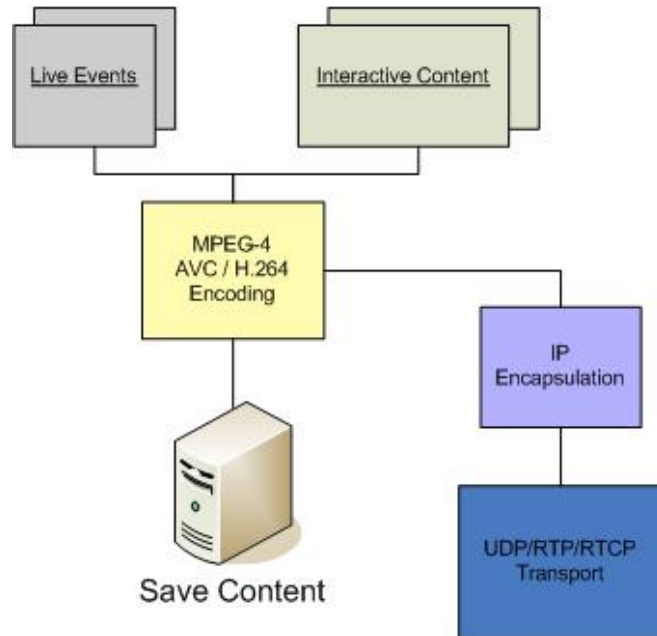 Live Events
Interactive Content
MPEG-4
AVC / H.264
Encoding
IP
Encapsulation
UDP/RTP/RTCP
Transport
Save Content